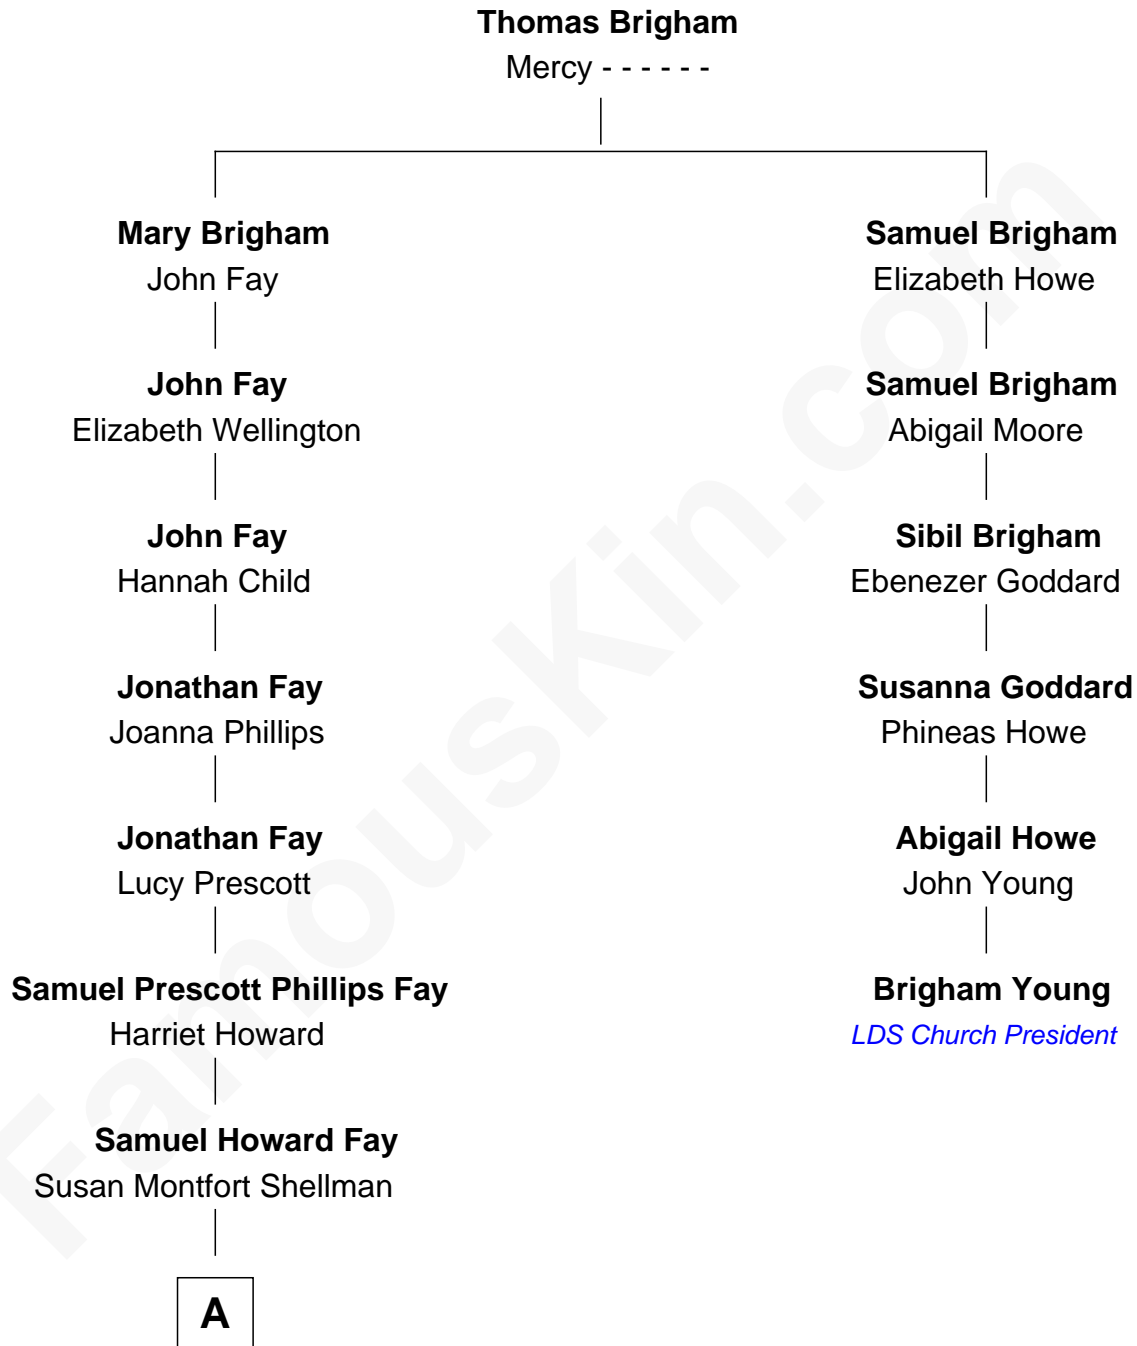 Thomas Brigham
Mercy - - - - - -
Mary Brigham
John Fay
Samuel Brigham
Elizabeth Howe
John Fay
Elizabeth Wellington
Samuel Brigham
Abigail Moore
John Fay
Hannah Child
Sibil Brigham
Ebenezer Goddard
Jonathan Fay
Joanna Phillips
Susanna Goddard
Phineas Howe
Jonathan Fay
Lucy Prescott
Abigail Howe
John Young
Samuel Prescott Phillips Fay
Harriet Howard
Brigham Young
LDS Church President
Samuel Howard Fay
Susan Montfort Shellman
A
FamousKin.com